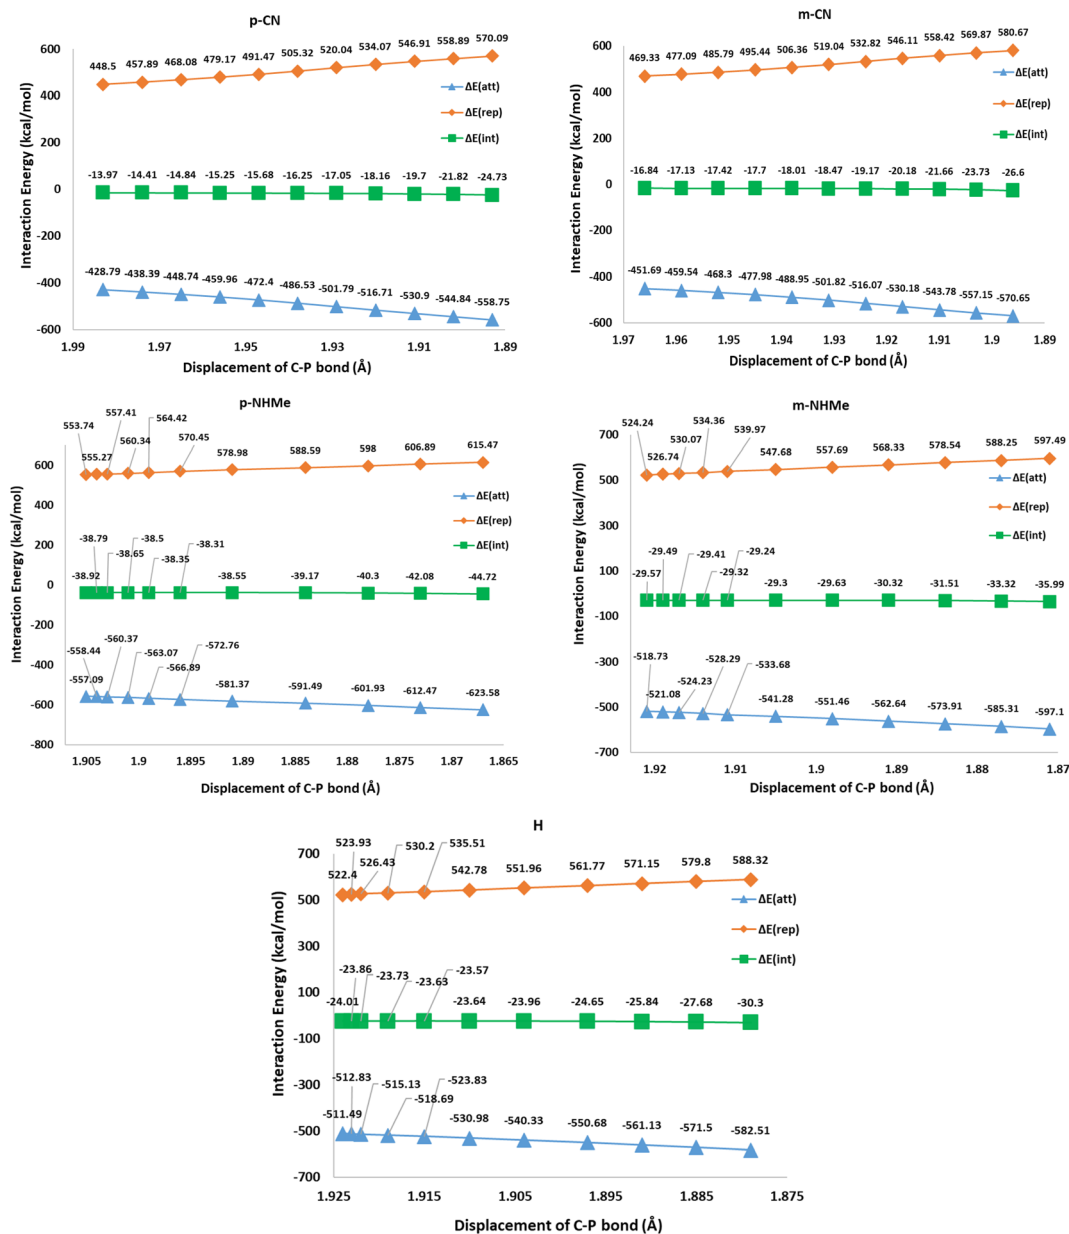 p-CN
Interaction Energy (kcal/mol)
600
400
200
0
-200
-400
-600
448.5 457.89 468.08 479.17 491.47 505.32 520.04 534.07 546.91 558.89 570.09
ΔE(att)
ΔE(rep)
ΔE(int)
-13.97 -14.41 -14.84 -15.25 -15.68 -16.25 -17.05 -18.16 -19.7 -21.82 -24.73
-428.79 -438.39 -448.74 -459.96 -472.4 -486.53 -501.79 -516.71 -530.9 -544.84 -558.75
1.99 1.97 1.95 1.93 1.91 1.89
Displacement of C-P bond (Å)
m-CN
Interaction Energy (kcal/mol)
600
400
200
0
-200
-400
-600
469.33 477.09 485.79 495.44 506.36 519.04 532.82 546.11 558.42 569.87 580.67
ΔE(att)
ΔE(rep)
ΔE(int)
-16.84 -17.13 -17.42 -17.7 -18.01 -18.47 -19.17 -20.18 -21.66 -23.73 -26.6
-451.69 -459.54 -468.3 -477.98 -488.95 -501.82 -516.07 -530.18 -543.78 -557.15 -570.65
1.97 1.96 1.95 1.94 1.93 1.92 1.91 1.9 1.89
Displacement of C-P bond (Å)
p-NHMe
Interaction Energy (kcal/mol)
600
400
200
0
-200
-400
-600
-800
553.74 555.27 557.41 560.34 564.42 570.45 578.98 588.59 598 606.89 615.47
ΔE(att)
ΔE(rep)
ΔE(int)
-38.92 -38.79 -38.65 -38.5 -38.35 -38.31 -38.55 -39.17 -40.3 -42.08 -44.72
-557.09 -558.44 -560.37 -563.07 -566.89 -572.76 -581.37 -591.49 -601.93 -612.47 -623.58
1.905 1.9 1.895 1.89 1.885 1.88 1.875 1.87 1.865
Displacement of C-P bond (Å)
m-NHMe
Interaction Energy (kcal/mol)
700
500
300
100
-100
-300
-500
-700
524.24 526.74 530.07 534.36 539.97 547.68 557.69 568.33 578.54 588.25 597.49
ΔE(att)
ΔE(rep)
ΔE(int)
-29.57 -29.49 -29.41 -29.32 -29.24 -29.3 -29.63 -30.32 -31.51 -33.32 -35.99
-518.73 -521.08 -524.23 -528.29 -533.68 -541.28 -551.46 -562.64 -573.91 -585.31 -597.1
1.92 1.91 1.9 1.89 1.88 1.87
Displacement of C-P bond (Å)
H
Interaction Energy (kcal/mol)
700
500
300
100
-100
-300
-500
-700
522.4 523.93 526.43 530.2 535.51 542.78 551.96 561.77 571.15 579.8 588.32
ΔE(att)
ΔE(rep)
ΔE(int)
-24.01 -23.86 -23.73 -23.63 -23.57 -23.64 -23.96 -24.65 -25.84 -27.68 -30.3
-511.49 -512.83 -515.13 -518.69 -523.83 -530.98 -540.33 -550.68 -561.13 -571.5 -582.51
1.925 1.915 1.905 1.895 1.885 1.875
Displacement of C-P bond (Å)